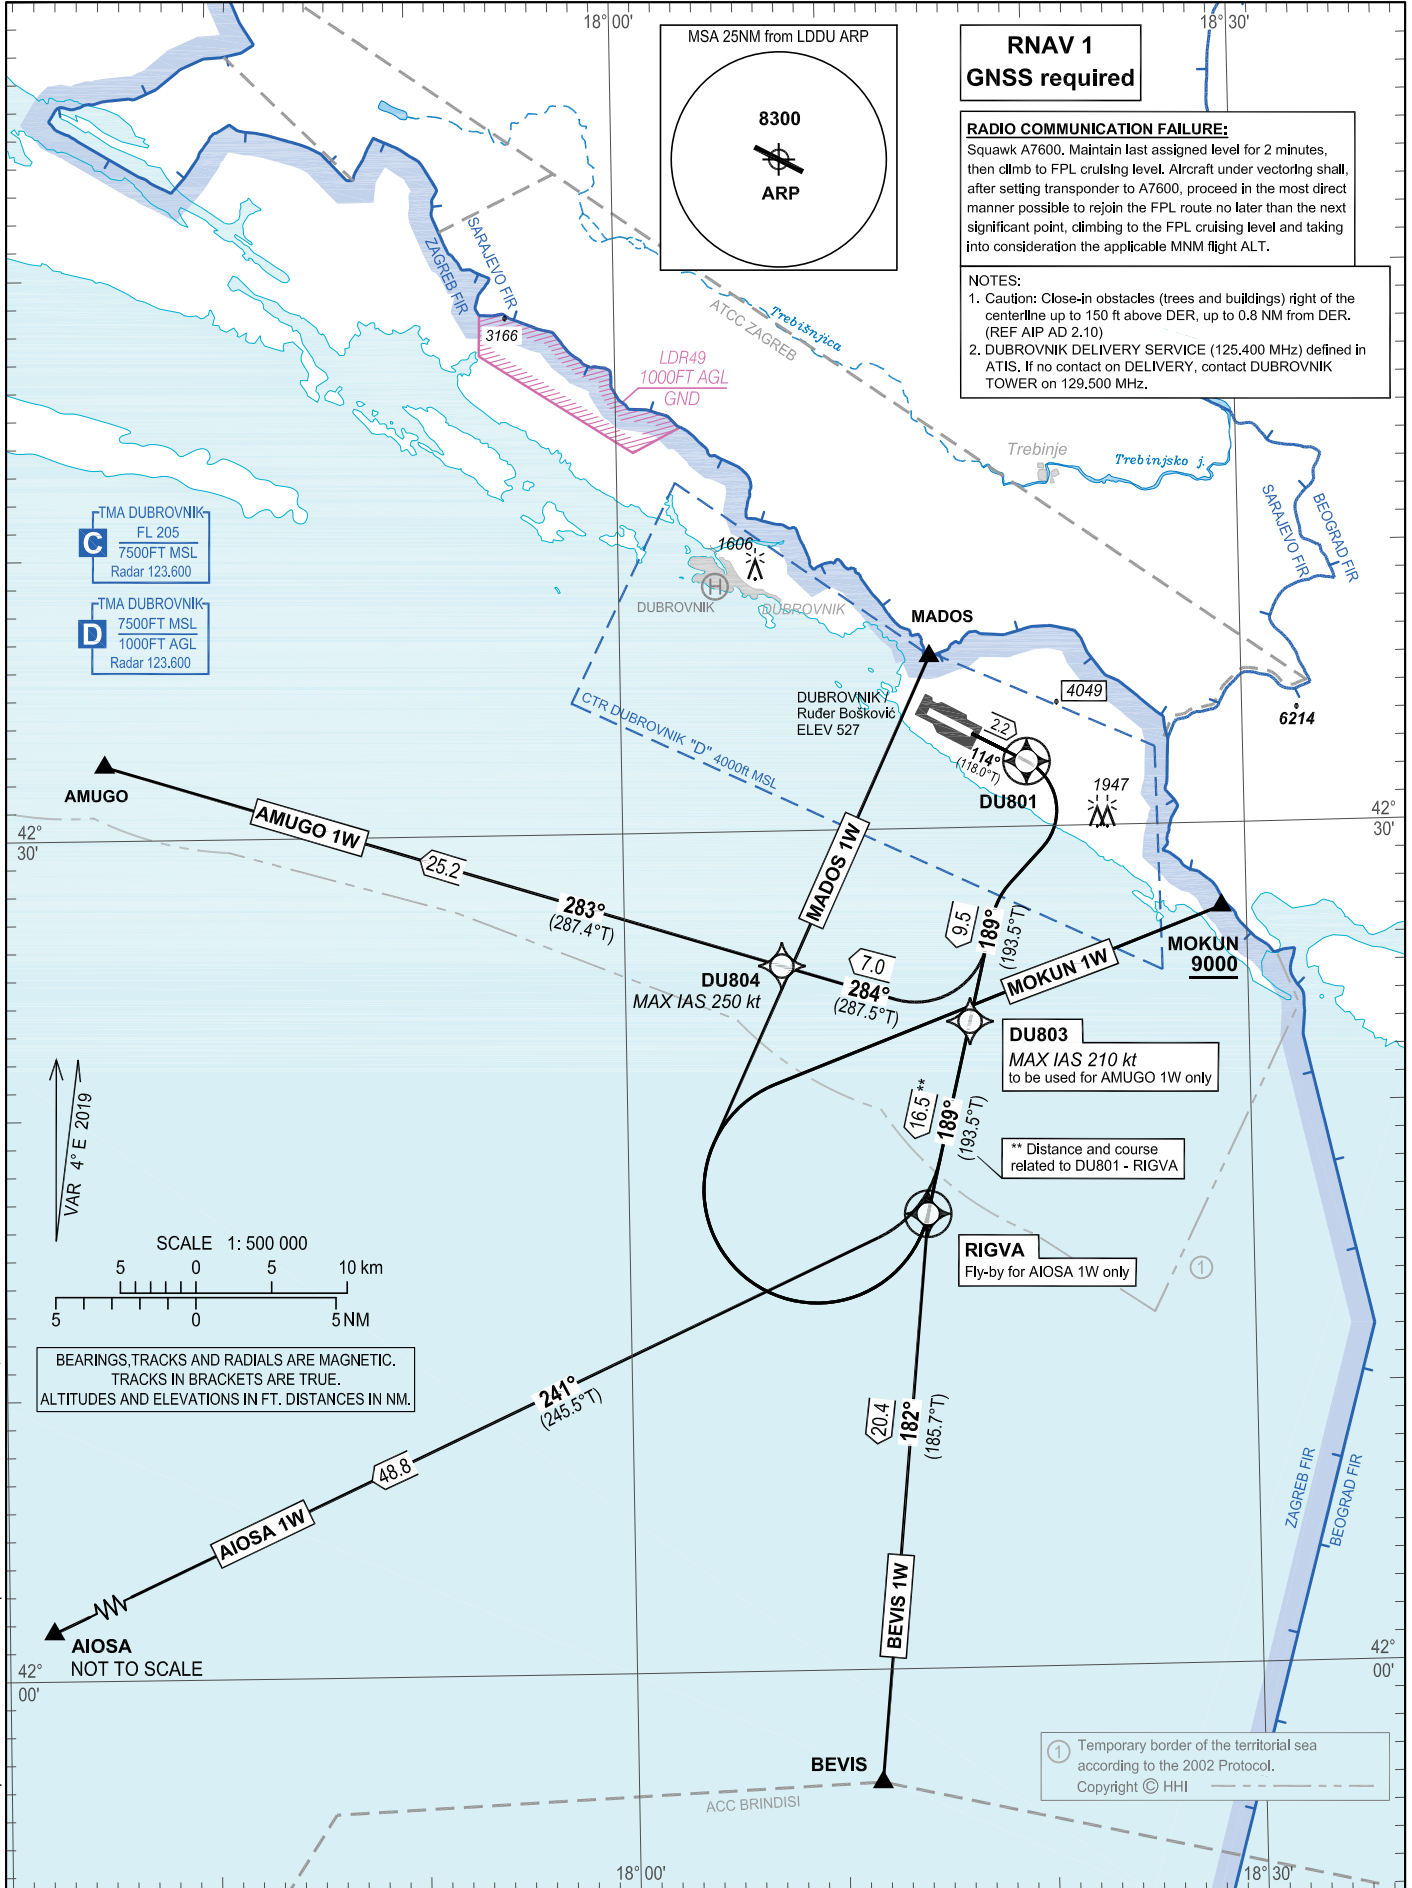 18° 00'
18° 30'
MSA 25NM from LDDU ARP
8300
ARP
RNAV 1
GNSS required
RADIO COMMUNICATION FAILURE:
Squawk A7600. Maintain last assigned level for 2 minutes,
then climb to FPL cruising level. Aircraft under vectoring shall,
after setting transponder to A7600, proceed in the most direct
manner possible to rejoin the FPL route no later than the next
significant point, climbing to the FPL cruising level and taking
into consideration the applicable MNM flight ALT.
NOTES:
1. Caution: Close-in obstacles (trees and buildings) right of the
centerline up to 150 ft above DER, up to 0.8 NM from DER.
(REF AIP AD 2.10)
2. DUBROVNIK DELIVERY SERVICE (125.400 MHz) defined in
ATIS. If no contact on DELIVERY, contact DUBROVNIK
TOWER on 129.500 MHz.
ZAGREB FIR
SARAJEVO FIR
3166
LDR49
1000FT AGL
GND
ATCC ZAGREB
Trebišnjica
Trebinje
Trebinjsko j.
SARAJEVO FIR
BEOGRAD FIR
TMA DUBROVNIK
C
FL 205
7500FT MSL
Radar 123.600
TMA DUBROVNIK
D
7500FT MSL
1000FT AGL
Radar 123.600
1606
H
DUBROVNIK
DUBROVNIK
MADOS
4049
6214
DUBROVNIK /
Ruđer Bošković
ELEV 527
CTR DUBROVNIK "D" 4000ft MSL
2.2
114°
(118.0°T)
DU801
1947
AMUGO
AMUGO 1W
25.2
283°
(287.4°T)
MADOS 1W
42°
30'
42°
30'
9.5
189°
(193.5°T)
MOKUN 1W
MOKUN
9000
DU804
MAX IAS 250 kt
7.0
284°
(287.5°T)
DU803
MAX IAS 210 kt
to be used for AMUGO 1W only
16.5 **
189°
(193.5°T)
** Distance and course
related to DU801 - RIGVA
VAR 4° E 2019
RIGVA
Fly-by for AIOSA 1W only
1
SCALE 1: 500 000
5 0 5 10 km
5 0 5 NM
BEARINGS,TRACKS AND RADIALS ARE MAGNETIC.
TRACKS IN BRACKETS ARE TRUE.
ALTITUDES AND ELEVATIONS IN FT. DISTANCES IN NM.
241°
(245.5°T)
48.8
AIOSA 1W
20.4
182°
(185.7°T)
BEVIS 1W
ZAGREB FIR
BEOGRAD FIR
AIOSA
NOT TO SCALE
42°
00'
42°
00'
BEVIS
ACC BRINDISI
1 Temporary border of the territorial sea
according to the 2002 Protocol.
Copyright © HHI
18° 00'
18° 30'